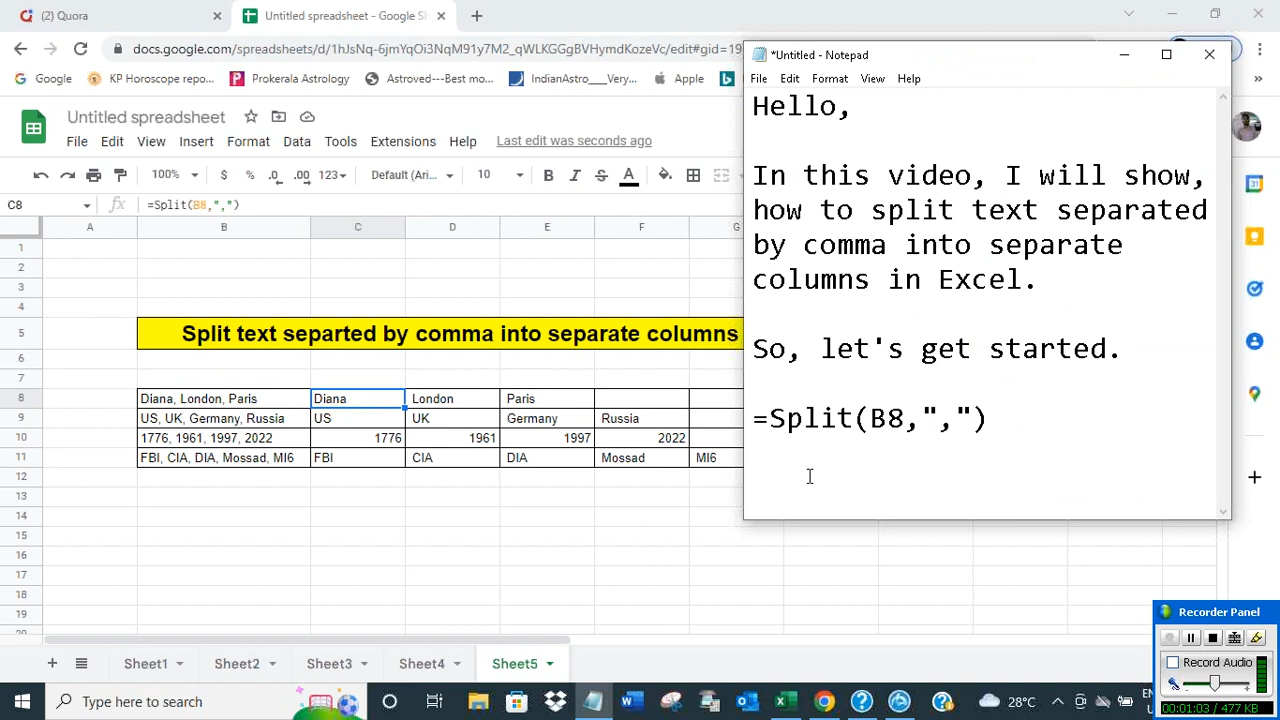 (2) Quora
Untitled spreadsheet - Google Sh
docs.google.com/spreadsheets/d/1hJsNq-6jmYqOi3NqM9Ty7M2_qWLKGGgBVHymdKozeVc/edit#gid=19
Google
KP Horoscope repo...
Prokerala Astrology
Astroved---Best mo...
IndianAstro___Very...
Apple
Untitled spreadsheet
File Edit View Insert Format Data Tools Extensions Help Last edit was seconds ago
100% $ % .0 .00 123 Default (Ari... 10 B I S A
C8 fx =Split(B8,",")
A B C D E F G
1
2
3
4
5 Split text separted by comma into separate columns
6
7
8 Diana, London, Paris Diana London Paris
9 US, UK, Germany, Russia US UK Germany Russia
10 1776, 1961, 1997, 2022 1776 1961 1997 2022
11 FBI, CIA, DIA, Mossad, MI6 FBI CIA DIA Mossad MI6
12
13
14
15
16
17
18
19
20
*Untitled - Notepad
File Edit Format View Help
Hello,
In this video, I will show,
how to split text separated
by comma into separate
columns in Excel.
So, let's get started.
=Split(B8,",")
Sheet1 Sheet2 Sheet3 Sheet4 Sheet5
Recorder Panel
Record Audio
00:01:03 / 477 KB
Type here to search
28°C